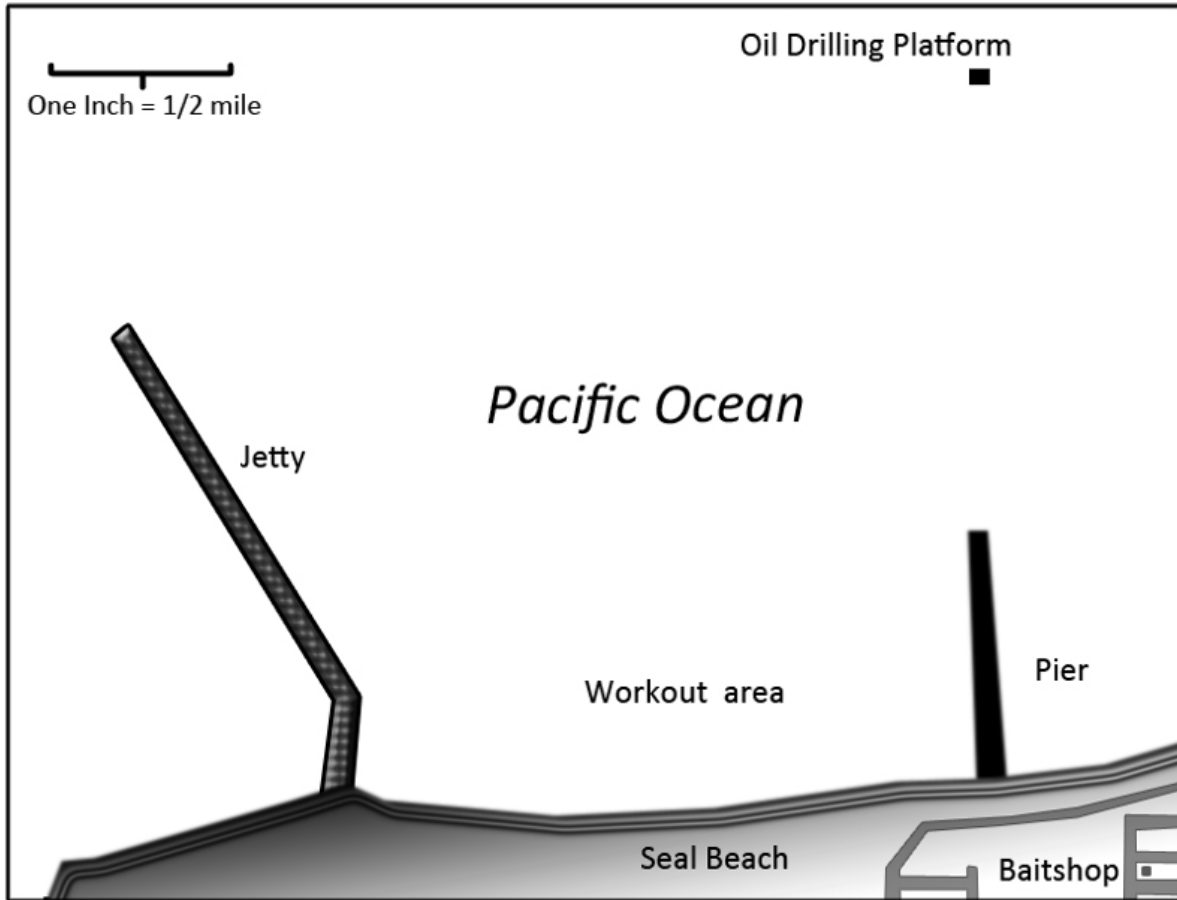 Oil Drilling Platform
One Inch = 1/2 mile
Pacific Ocean
Jetty
Pier
Workout area
Seal Beach
Baitshop